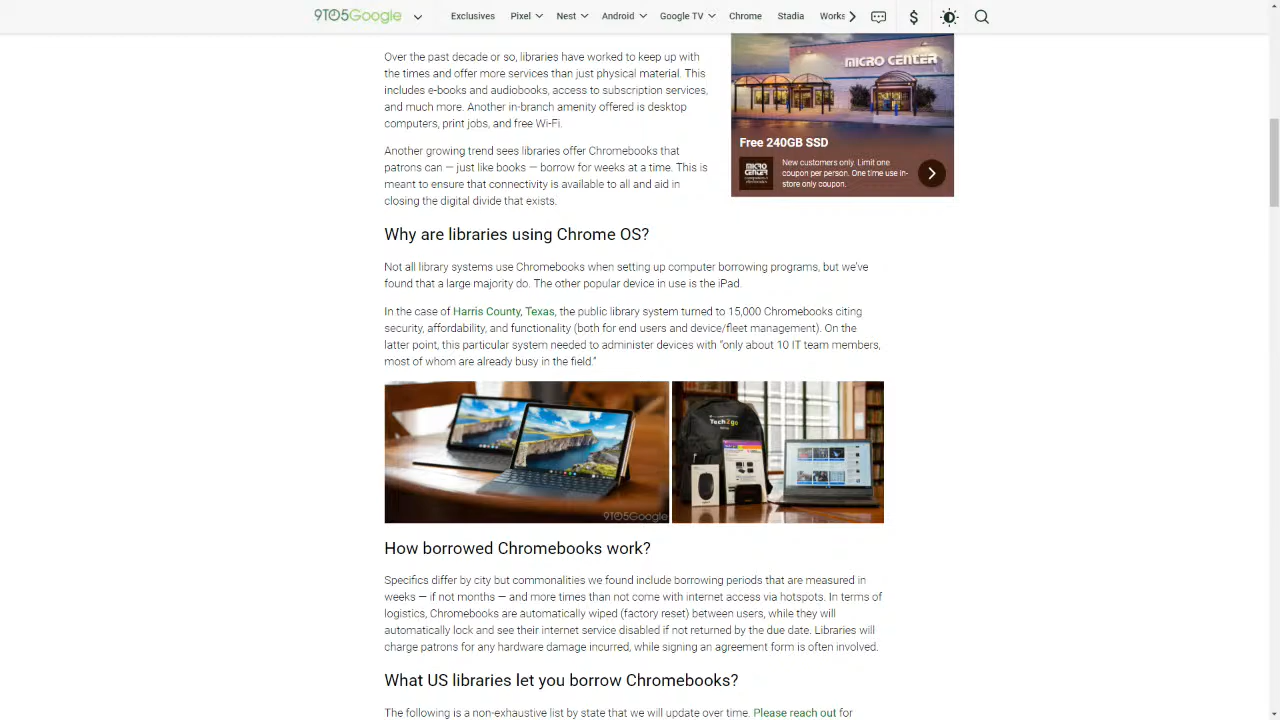 9TO5Google
Exclusives
Pixel
Nest
Android
Google TV
Chrome
Stadia
Works
Over the past decade or so, libraries have worked to keep up with
the times and offer more services than just physical material. This
includes e-books and audiobooks, access to subscription services,
and much more. Another in-branch amenity offered is desktop
computers, print jobs, and free Wi-Fi.
Another growing trend sees libraries offer Chromebooks that
patrons can — just like books — borrow for weeks at a time. This is
meant to ensure that connectivity is available to all and aid in
closing the digital divide that exists.
MICRO CENTER
Free 240GB SSD
MICRO
CENTER
New customers only. Limit one
coupon per person. One time use in-
store only coupon.
Why are libraries using Chrome OS?
Not all library systems use Chromebooks when setting up computer borrowing programs, but we’ve
found that a large majority do. The other popular device in use is the iPad.
In the case of Harris County, Texas, the public library system turned to 15,000 Chromebooks citing
security, affordability, and functionality (both for end users and device/fleet management). On the
latter point, this particular system needed to administer devices with “only about 10 IT team members,
most of whom are already busy in the field.”
9TO5Google
Tech2go
How borrowed Chromebooks work?
Specifics differ by city but commonalities we found include borrowing periods that are measured in
weeks — if not months — and more times than not come with internet access via hotspots. In terms of
logistics, Chromebooks are automatically wiped (factory reset) between users, while they will
automatically lock and see their internet service disabled if not returned by the due date. Libraries will
charge patrons for any hardware damage incurred, while signing an agreement form is often involved.
What US libraries let you borrow Chromebooks?
The following is a non-exhaustive list by state that we will update over time. Please reach out for